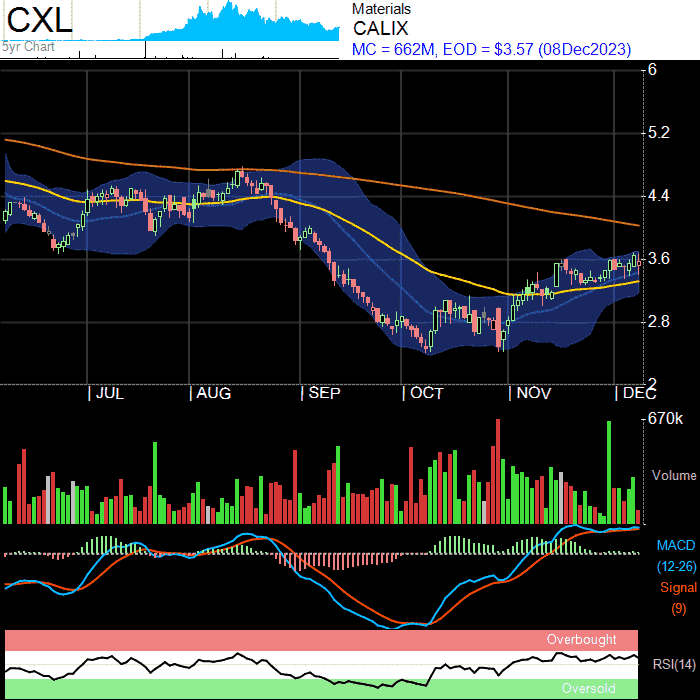 CXL
5yr Chart
Materials
CALIX
MC = 662M, EOD = $3.57 (08Dec2023)
6
5.2
4.4
3.6
2.8
2
JUL
AUG
SEP
OCT
NOV
DEC
670k
Volume
MACD
(12-26)
Signal
(9)
Overbought
RSI(14)
Oversold